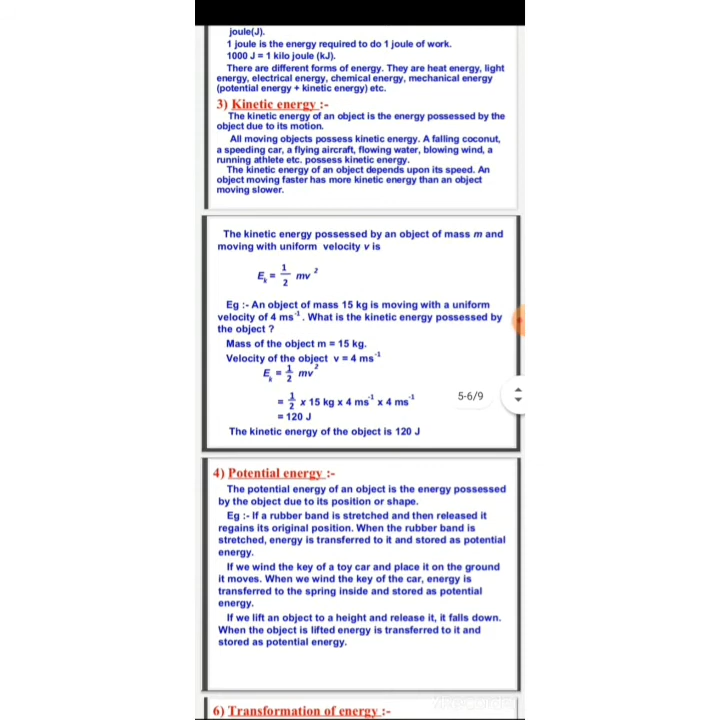 joule(J).
1 joule is the energy required to do 1 joule of work.
1000 J = 1 kilo joule (kJ).
There are different forms of energy. They are heat energy, light
energy, electrical energy, chemical energy, mechanical energy
(potential energy + kinetic energy) etc.
3) Kinetic energy :-
The kinetic energy of an object is the energy possessed by the
object due to its motion.
All moving objects possess kinetic energy. A falling coconut,
a speeding car, a flying aircraft, flowing water, blowing wind, a
running athlete etc. possess kinetic energy.
The kinetic energy of an object depends upon its speed. An
object moving faster has more kinetic energy than an object
moving slower.
The kinetic energy possessed by an object of mass m and
moving with uniform velocity v is
Eₖ = 1/2 mv²
Eg :- An object of mass 15 kg is moving with a uniform
velocity of 4 ms⁻¹. What is the kinetic energy possessed by
the object ?
Mass of the object m = 15 kg.
Velocity of the object v = 4 ms⁻¹
Eₖ = 1/2 mv²
= 1/2 x 15 kg x 4 ms⁻¹ x 4 ms⁻¹
5-6/9
= 120 J
The kinetic energy of the object is 120 J
4) Potential energy :-
The potential energy of an object is the energy possessed
by the object due to its position or shape.
Eg :- If a rubber band is stretched and then released it
regains its original position. When the rubber band is
stretched, energy is transferred to it and stored as potential
energy.
If we wind the key of a toy car and place it on the ground
it moves. When we wind the key of the car, energy is
transferred to the spring inside and stored as potential
energy.
If we lift an object to a height and release it, it falls down.
When the object is lifted energy is transferred to it and
stored as potential energy.
6) Transformation of energy :-